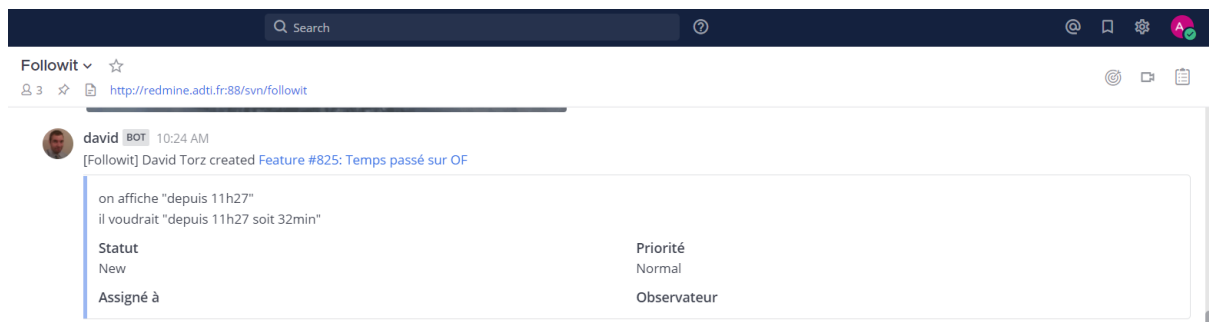 Search
A
Followit
3 http://redmine.adti.fr:88/svn/followit
david BOT 10:24 AM
[Followit] David Torz created Feature #825: Temps passé sur OF
on affiche "depuis 11h27"
il voudrait "depuis 11h27 soit 32min"
Statut Priorité
New Normal
Assigné à Observateur